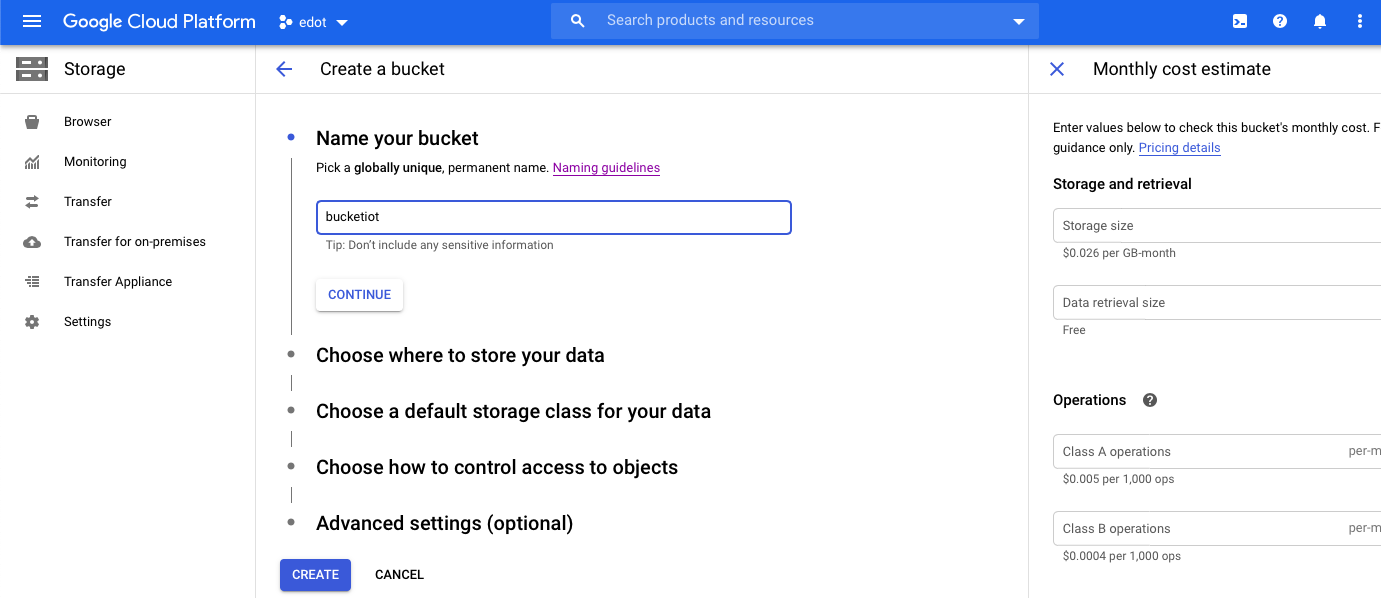 Google Cloud Platform
edot
Search products and resources
Storage
Browser
Monitoring
Transfer
Transfer for on-premises
Transfer Appliance
Settings
Create a bucket
Name your bucket
Pick a globally unique, permanent name. Naming guidelines
bucketiot
Tip: Don't include any sensitive information
CONTINUE
Choose where to store your data
Choose a default storage class for your data
Choose how to control access to objects
Advanced settings (optional)
CREATE CANCEL
Monthly cost estimate
Enter values below to check this bucket's monthly cost. F
guidance only. Pricing details
Storage and retrieval
Storage size
$0.026 per GB-month
Data retrieval size
Free
Operations
Class A operations per-m
$0.005 per 1,000 ops
Class B operations per-m
$0.0004 per 1,000 ops